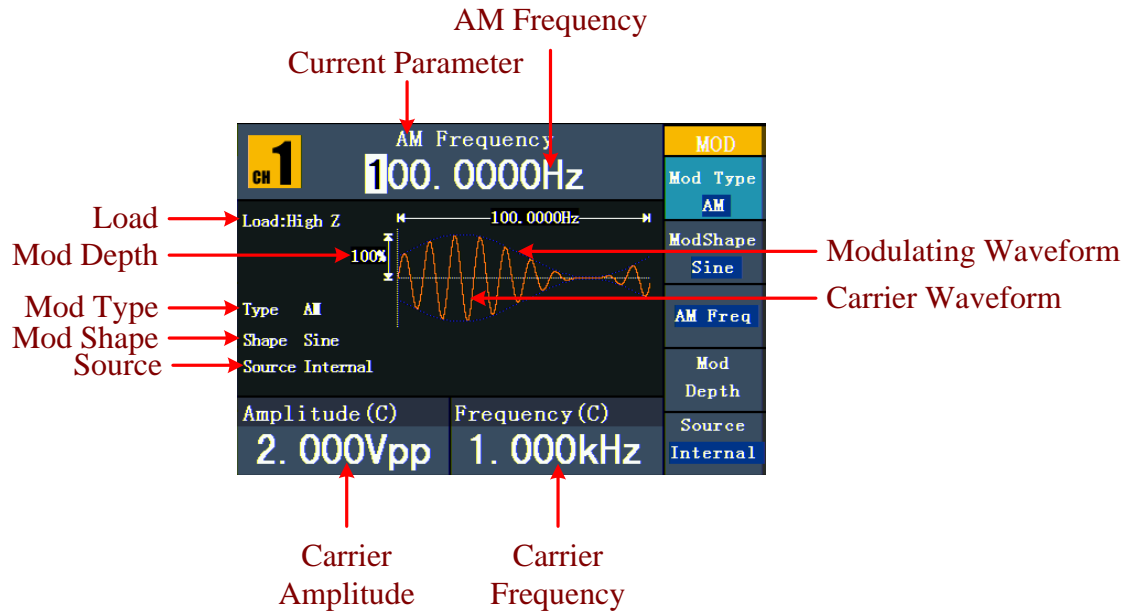 AM Frequency
Current Parameter
CH 1
AM Frequency
100.0000Hz
MOD
Mod Type
AM
ModShape
Sine
AM Freq
Mod
Depth
Source
Internal
Load
Mod Depth
Mod Type
Mod Shape
Source
Load:High Z
100.0000Hz
100%
Type AM
Shape Sine
Source Internal
Modulating Waveform
Carrier Waveform
Amplitude(C)
2.000Vpp
Frequency(C)
1.000kHz
Carrier
Amplitude
Carrier
Frequency